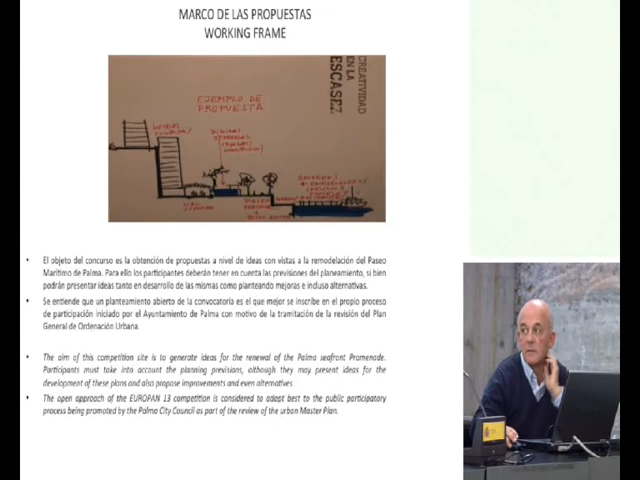 MARCO DE LAS PROPUESTAS
WORKING FRAME
CREATIVIDAD
EN LA
ESCASEZ
EJEMPLO DE
PROPUESTA
• El objeto del concurso es la obtención de propuestas a nivel de ideas con vistas a la remodelación del Paseo
Marítimo de Palma. Para ello los participantes deberán tener en cuenta las previsiones del planeamiento, si bien
podrán presentar ideas tanto en desarrollo de las mismas como planteando mejoras e incluso alternativas.
• Se entiende que un planteamiento abierto de la convocatoria es el que mejor se inscribe en el propio proceso
de participación iniciado por el Ayuntamiento de Palma con motivo de la tramitación de la revisión del Plan
General de Ordenación Urbana.
• The aim of this competition site is to generate ideas for the renewal of the Palma seafront Promenade.
Participants must take into account the planning previsions, although they may present ideas for the
development of these plans and also propose improvements and even alternatives.
• The open approach of the EUROPAN 13 competition is considered to adapt best to the public participatory
process being promoted by the Palma City Council as part of the review of the urban Master Plan.